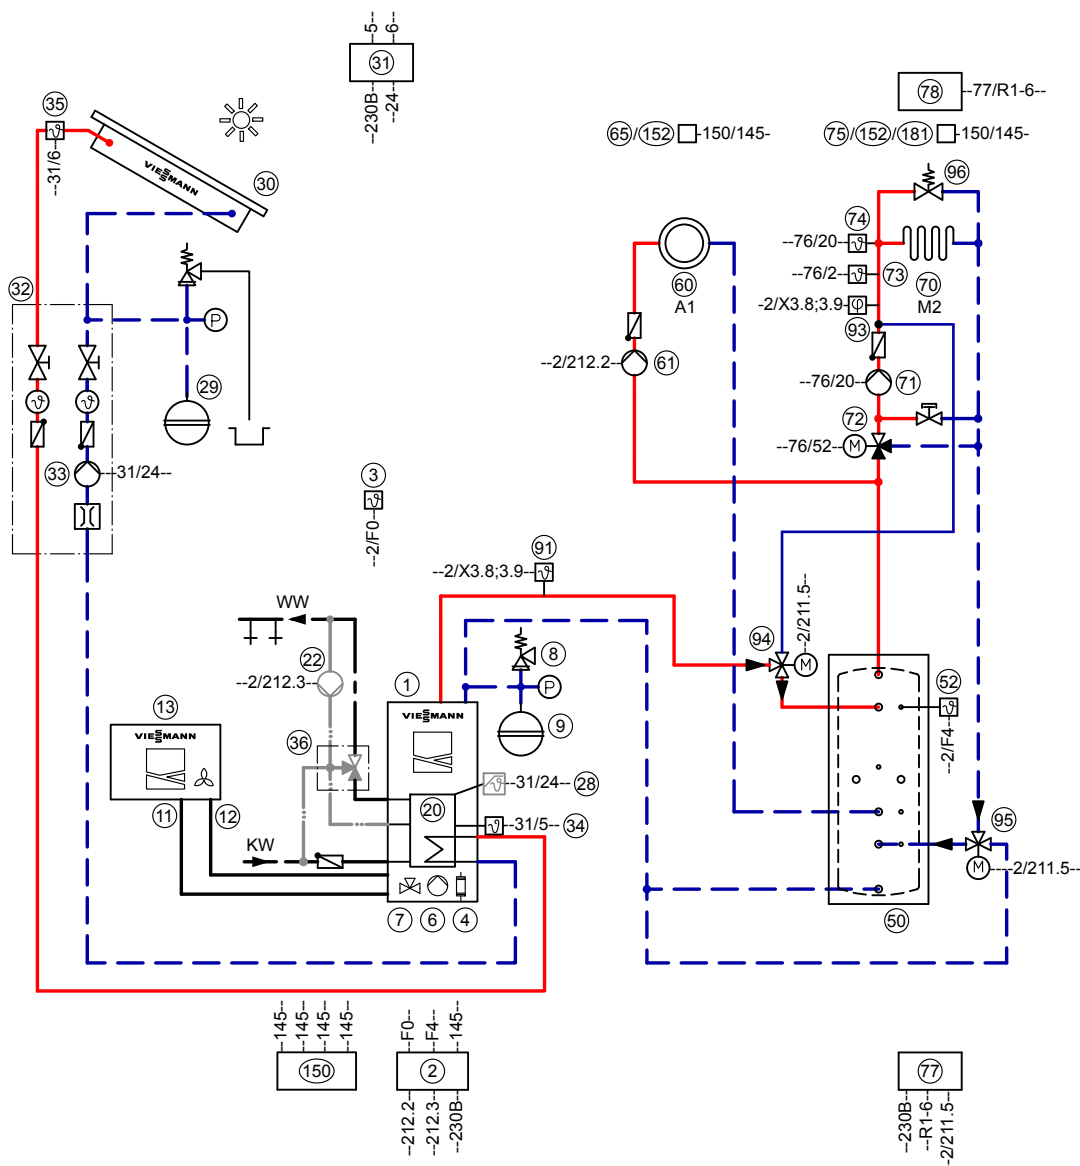 5--
6--
31
--230B
--24
35
--31/6--
VIESSMANN
30
78
--77/R1-6--
65/152
-150/145-
75/152/181
-150/145-
96
74
--76/20--
ϑ
60
A1
--76/2--
ϑ
73
70
M2
-2/X3.8;3.9-
φ
93
32
P
ϑ
ϑ
29
--2/212.2--
61
--76/20--
71
72
--76/52--
M
33
--31/24--
3
ϑ
--2/F0--
91
--2/X3.8;3.9--
ϑ
WW
22
--2/212.3--
8
P
9
1
VIESSMANN
94
M
--2/211.5--
52
ϑ
--2/F4--
13
VIESSMANN
36
20
ϑ
--31/24--
28
ϑ
--31/5--
34
11
12
KW
95
M
--2/211.5--
7
6
4
50
145--
145--
145--
145--
150
F0--
F4--
145--
2
--212.2
--212.3
--230B
77
--230B
--R1-6
-2/211.5